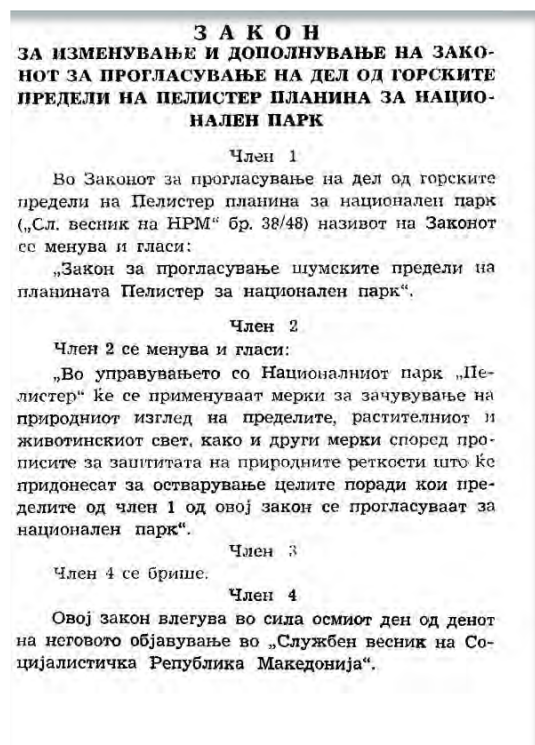 ЗАКОН
ЗА ИЗМЕНУВАЊЕ И ДОПОЛНУВАЊЕ НА ЗАКО-
НОТ ЗА ПРОГЛАСУВАЊЕ НА ДЕЛ ОД ГОРСКИТЕ
ПРЕДЕЛИ НА ПЕЛИСТЕР ПЛАНИНА ЗА НАЦИО-
НАЛЕН ПАРК
Член 1
Во Законот за прогласување на дел од горските
предели на Пелистер планина за национален парк
(„Сл. весник на НРМ“ бр. 38/48) називот на Законот
се менува и гласи:
„Закон за прогласување шумските предели на
планината Пелистер за национален парк“.
Член 2
Член 2 се менува и гласи:
„Во управувањето со Националниот парк „Пе-
листер“ ќе се применуваат мерки за зачувување на
природниот изглед на пределите, растителниот и
животинскиот свет, како и други мерки според про-
писите за заштитата на природните реткости што ќе
придонесат за остварување целите поради кои пре-
делите од член 1 од овој закон се прогласуваат за
национален парк“.
Член 3
Член 4 се брише.
Член 4
Овој закон влегува во сила осмиот ден од денот
на неговото објавување во „Службен весник на Со-
цијалистичка Република Македонија“.